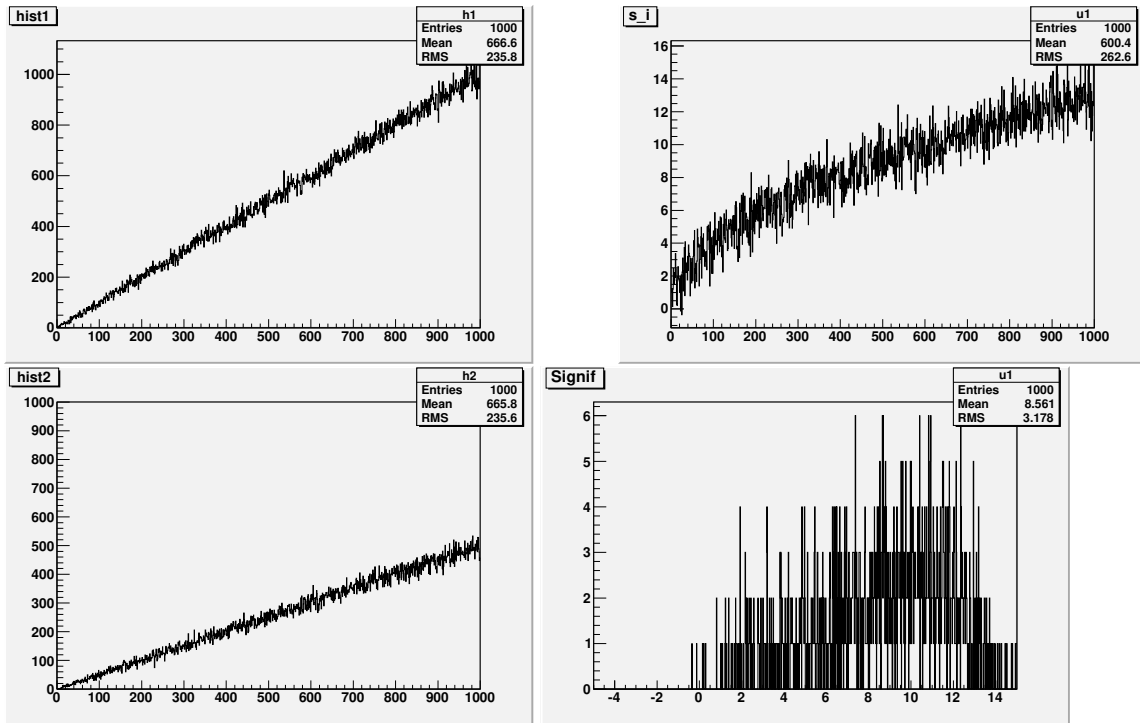 hist1
h1
Entries 1000
Mean 666.6
RMS 235.8
1000
800
600
400
200
0
0 100 200 300 400 500 600 700 800 900 1000
s_i
u1
Entries 1000
Mean 600.4
RMS 262.6
16
14
12
10
8
6
4
2
0
0 100 200 300 400 500 600 700 800 900 1000
hist2
h2
Entries 1000
Mean 665.8
RMS 235.6
1000
900
800
700
600
500
400
300
200
100
0
0 100 200 300 400 500 600 700 800 900 1000
Signif
u1
Entries 1000
Mean 8.561
RMS 3.178
6
5
4
3
2
1
0
-4 -2 0 2 4 6 8 10 12 14